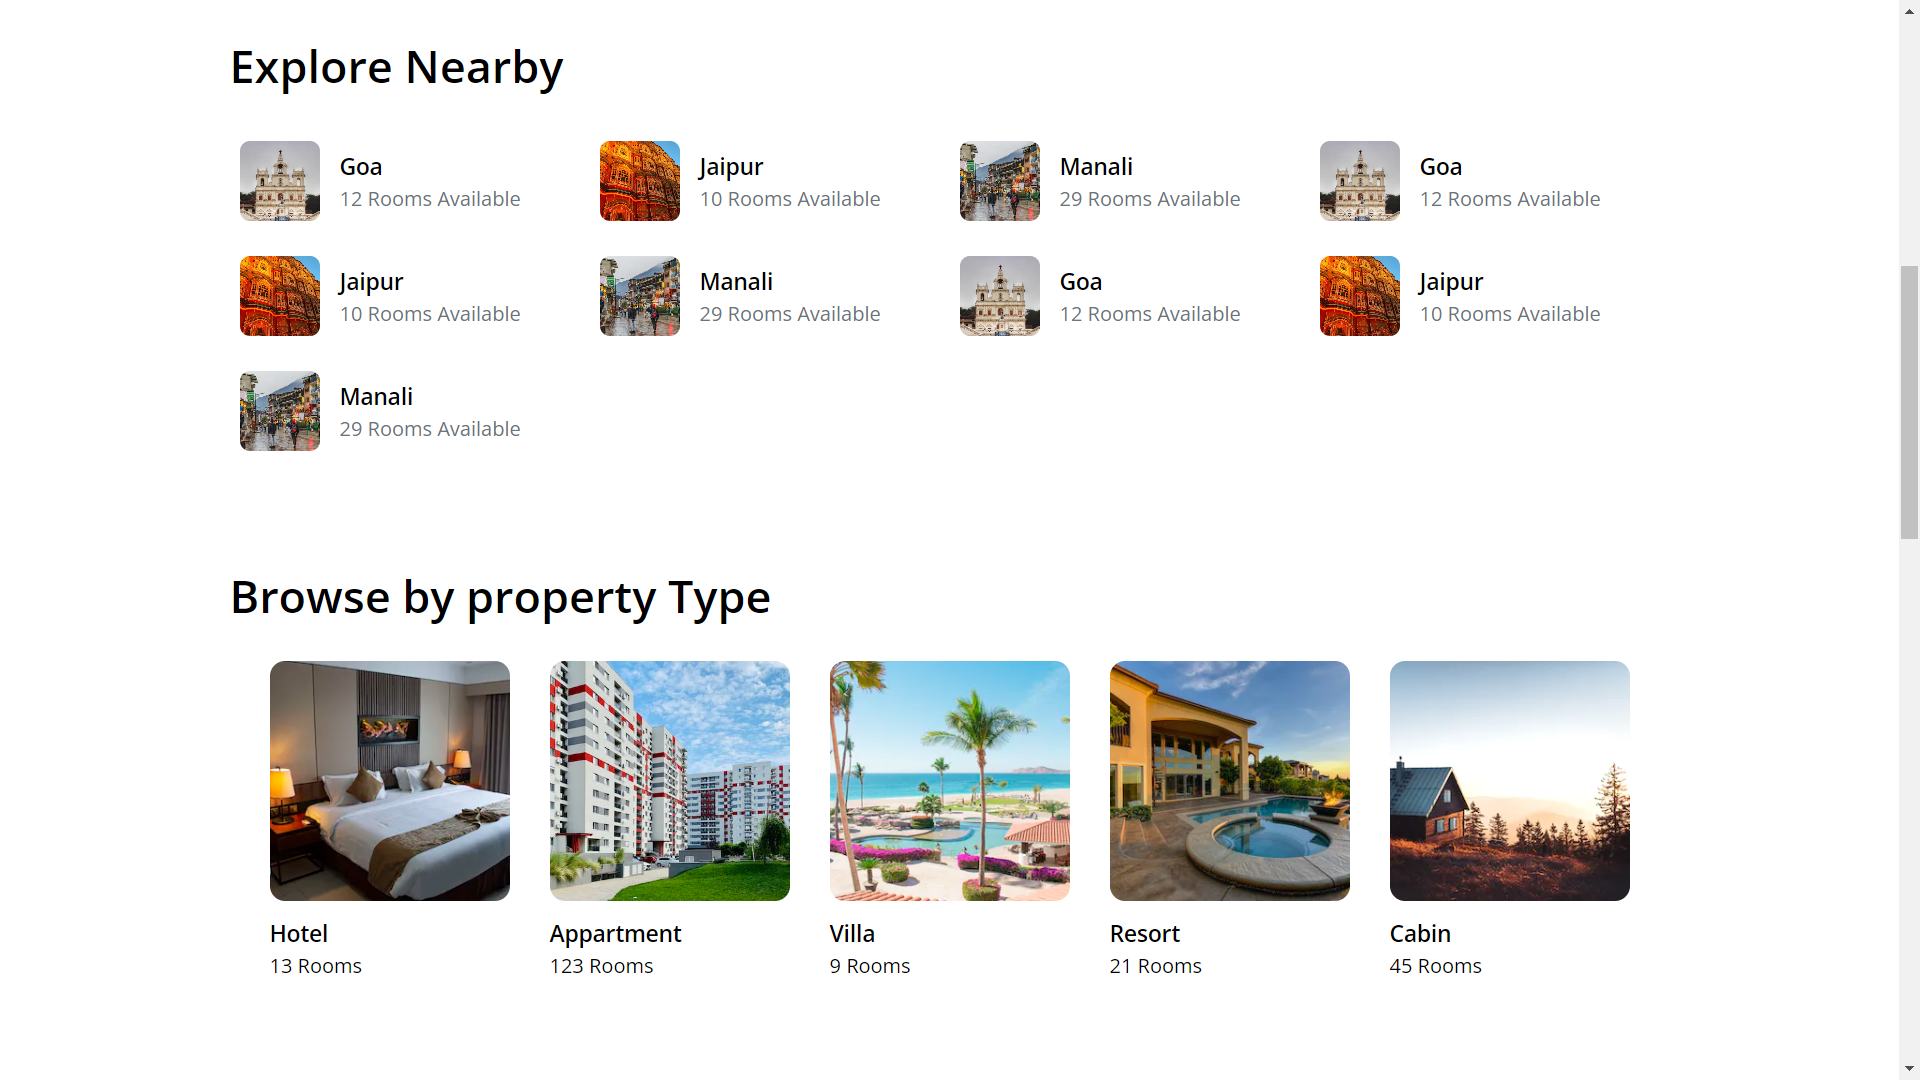 Explore Nearby
Goa
12 Rooms Available
Jaipur
10 Rooms Available
Manali
29 Rooms Available
Goa
12 Rooms Available
Jaipur
10 Rooms Available
Manali
29 Rooms Available
Goa
12 Rooms Available
Jaipur
10 Rooms Available
Manali
29 Rooms Available
Browse by property Type
Hotel
13 Rooms
Appartment
123 Rooms
Villa
9 Rooms
Resort
21 Rooms
Cabin
45 Rooms